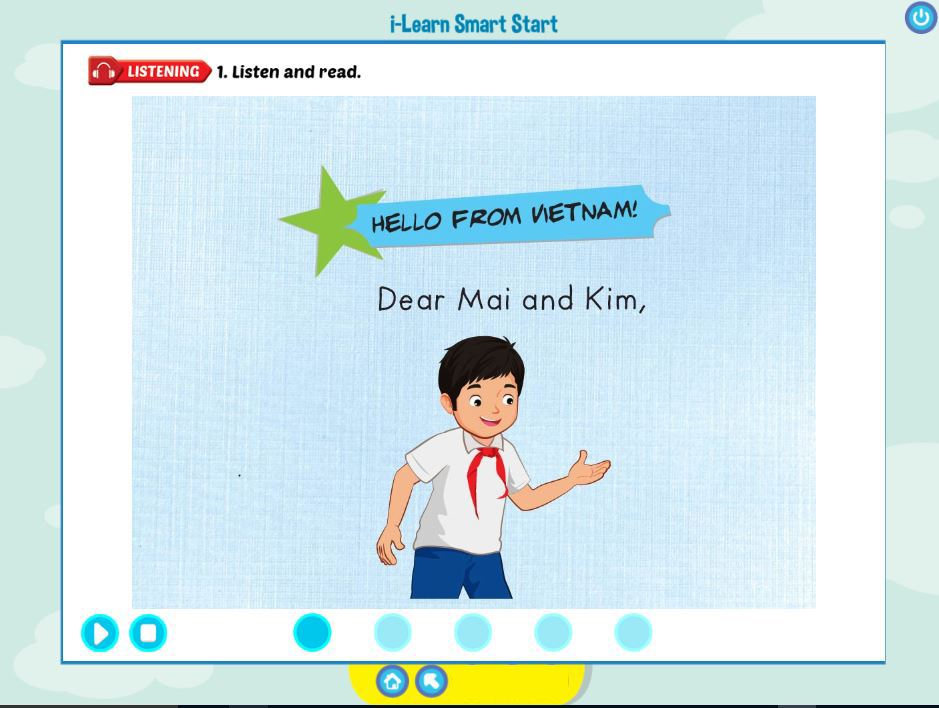 i-Learn Smart Start
LISTENING 1. Listen and read.
HELLO FROM VIETNAM!
Dear Mai and Kim,